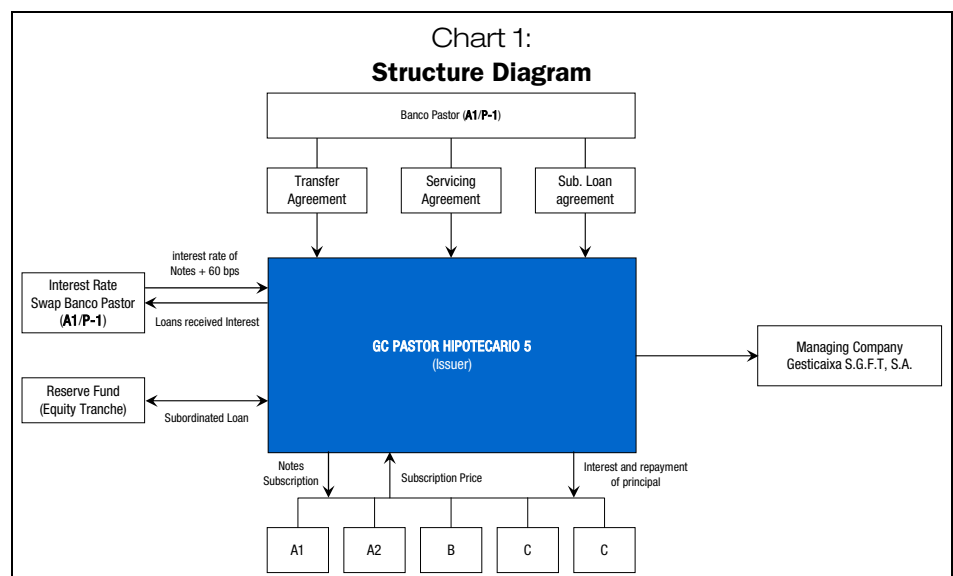 Chart 1:
Structure Diagram
Banco Pastor (A1/P-1)
Transfer
Agreement
Servicing
Agreement
Sub. Loan
agreement
interest rate of
Notes + 60 bps
Interest Rate
Swap Banco Pastor
(A1/P-1)
Loans received Interest
GC PASTOR HIPOTECARIO 5
(Issuer)
Managing Company
Gesticaixa S.G.F.T, S.A.
Reserve Fund
(Equity Tranche)
Subordinated Loan
Notes
Subscription
Subscription Price
Interest and repayment
of principal
A1
A2
B
C
C